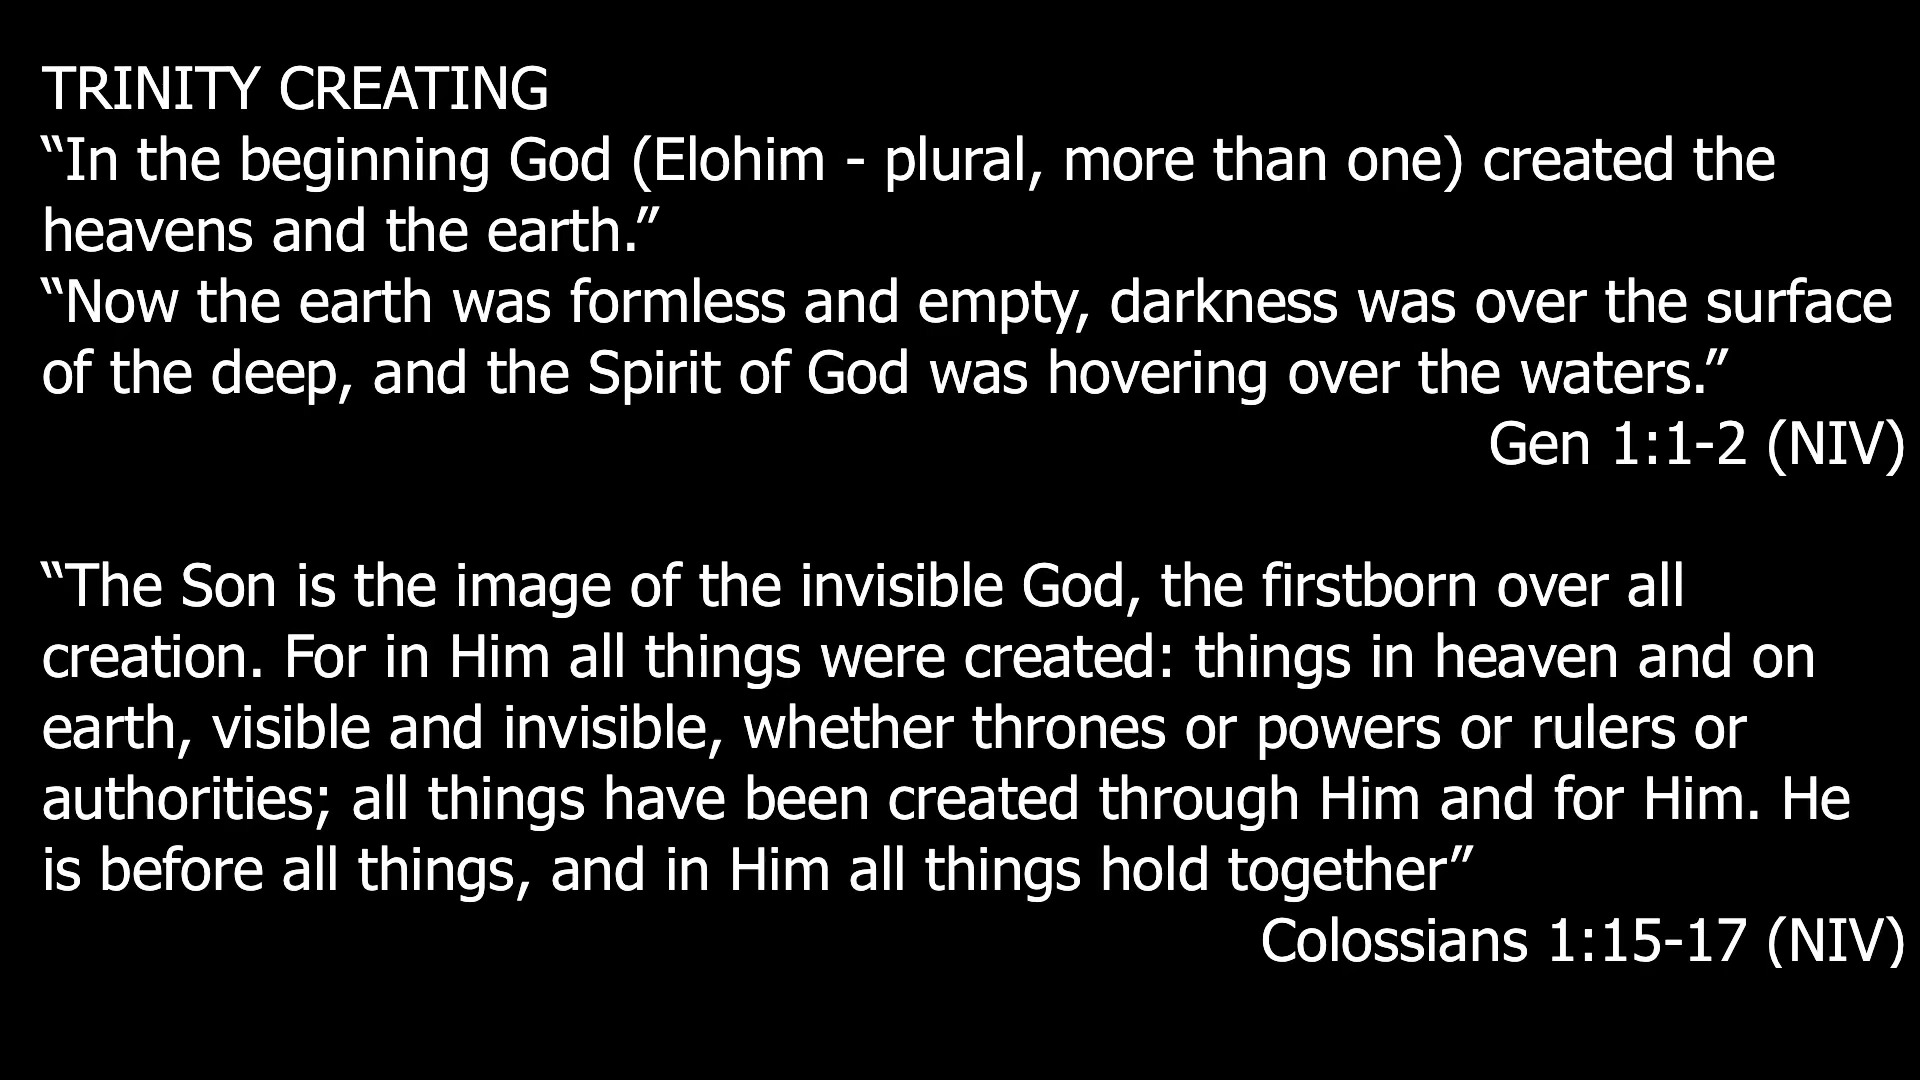 TRINITY CREATING
“In the beginning God (Elohim - plural, more than one) created the
heavens and the earth.”
“Now the earth was formless and empty, darkness was over the surface
of the deep, and the Spirit of God was hovering over the waters.”
Gen 1:1-2 (NIV)
“The Son is the image of the invisible God, the firstborn over all
creation. For in Him all things were created: things in heaven and on
earth, visible and invisible, whether thrones or powers or rulers or
authorities; all things have been created through Him and for Him. He
is before all things, and in Him all things hold together”
Colossians 1:15-17 (NIV)